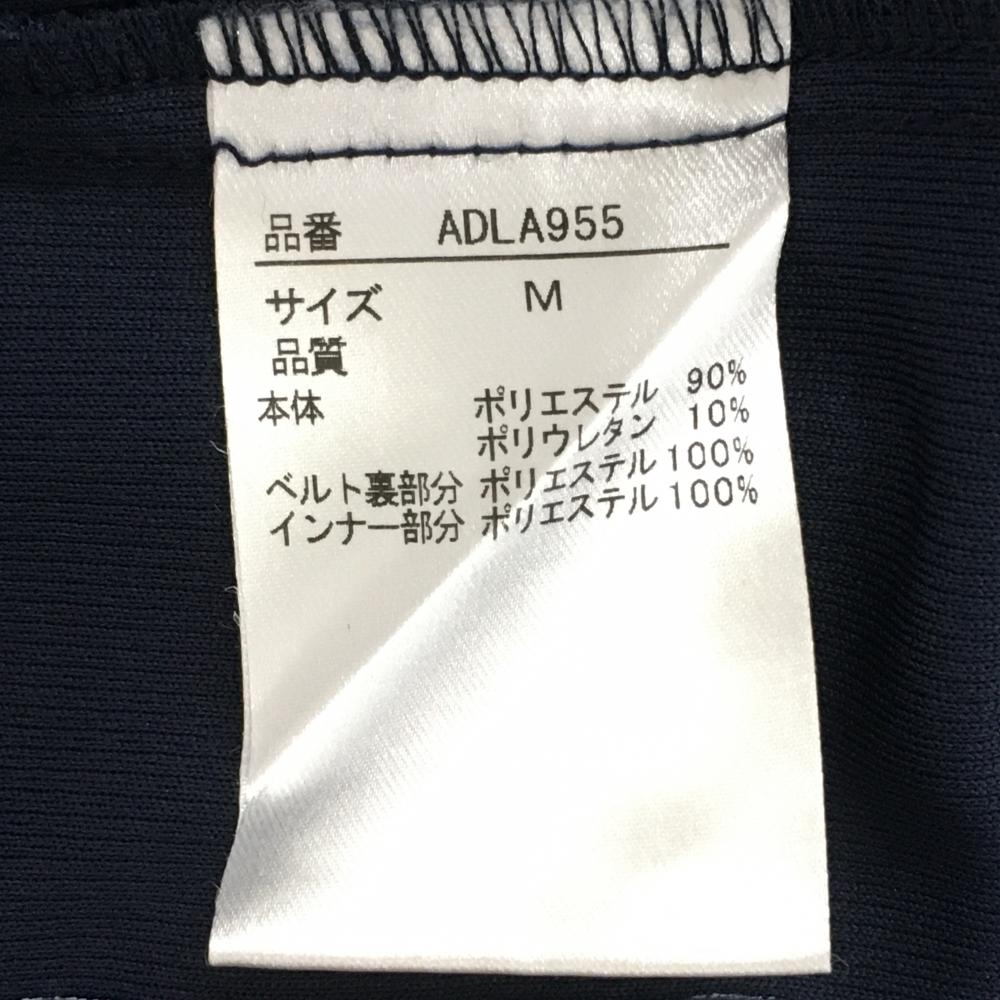 品番 ADLA955
サイズ M
品質
本体 ポリエステル 90%
ポリウレタン 10%
ベルト裏部分 ポリエステル 100%
インナー部分 ポリエステル 100%